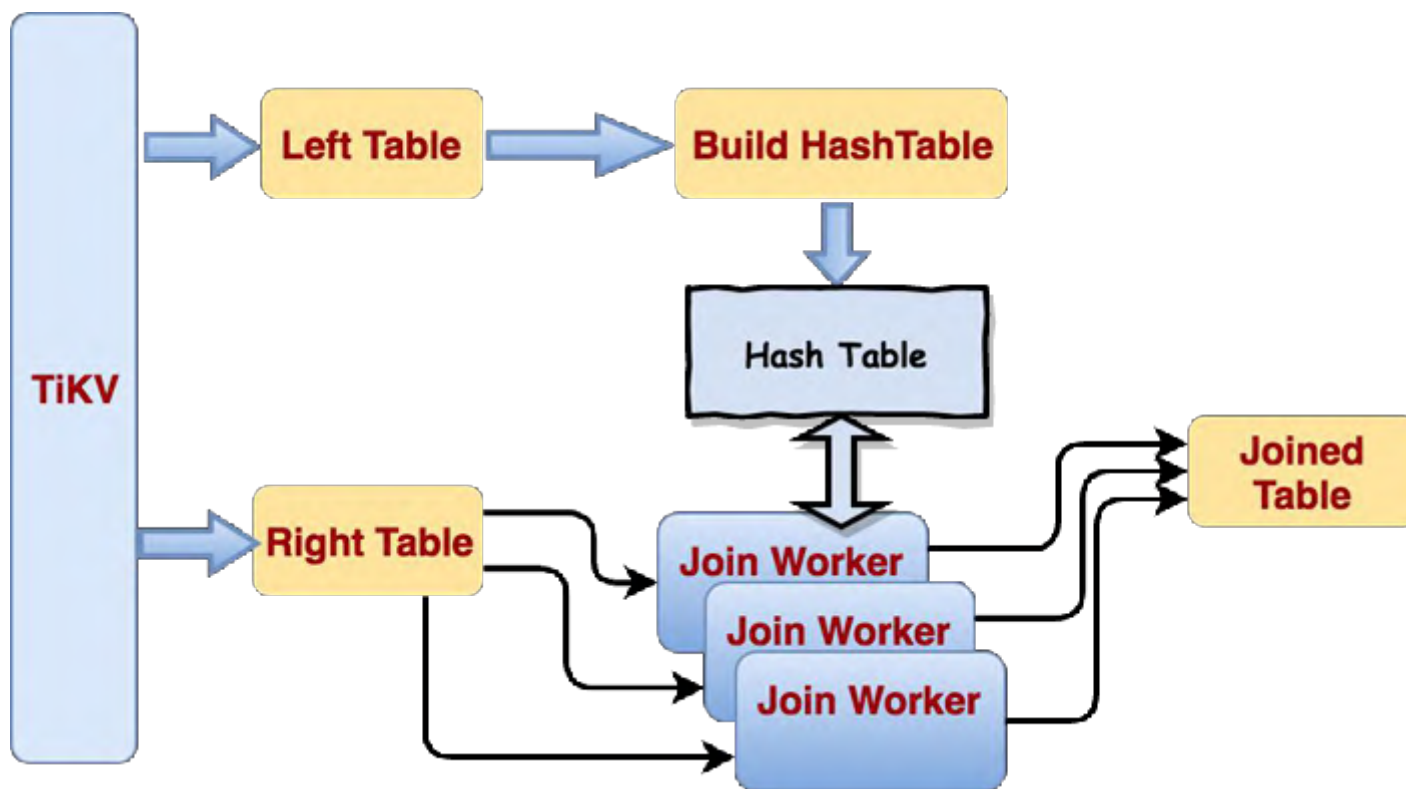 Left Table
Build HashTable
Hash Table
TiKV
Joined
Table
Right Table
Join Worker
Join Worker
Join Worker